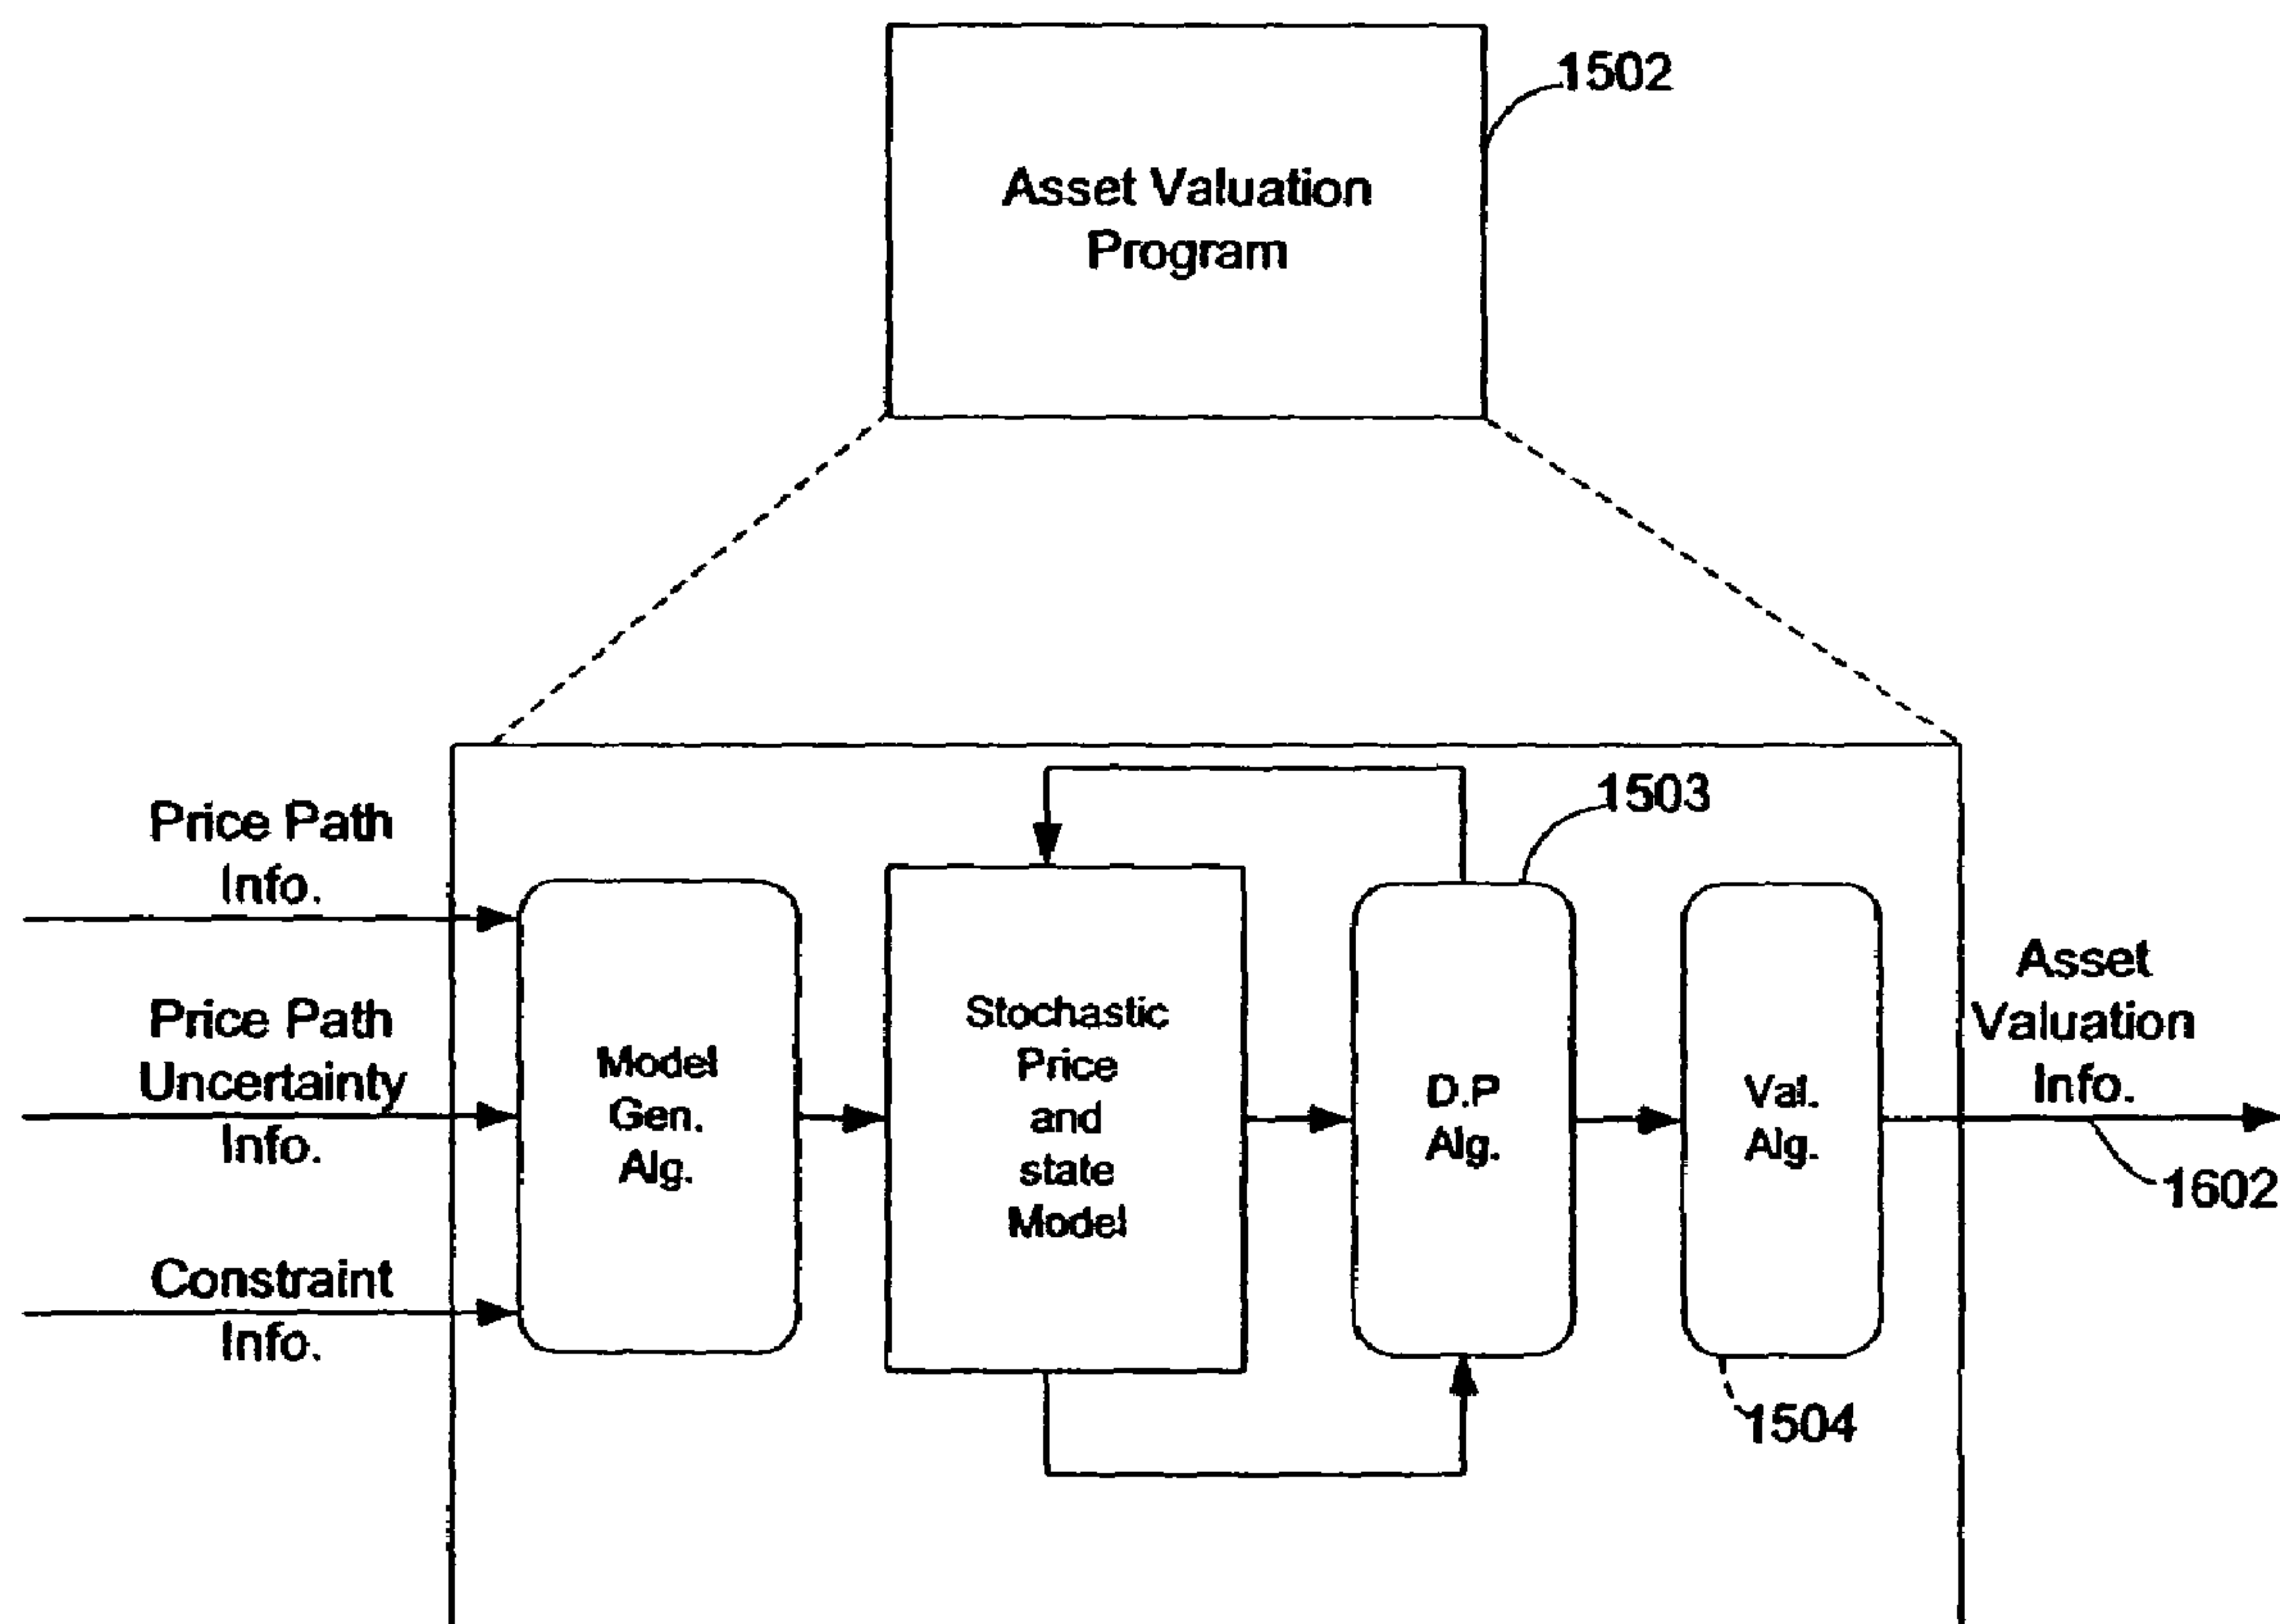 1502
Asset Valuation
Program
1503
Price Path
Info.
Price Path
Uncertainty
Info.
Constraint
Info.
Model
Gen.
Alg.
Stochastic
Price
and
state
Model
D.P
Alg.
Val.
Alg.
1504
Asset
Valuation
Info.
1602